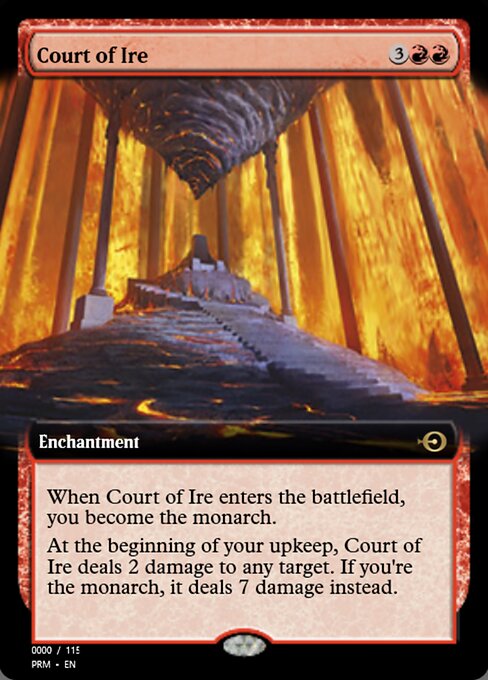 Court of Ire 3
Enchantment
When Court of Ire enters the battlefield,
you become the monarch.
At the beginning of your upkeep, Court of
Ire deals 2 damage to any target. If you're
the monarch, it deals 7 damage instead.
0000 / 115
PRM • EN